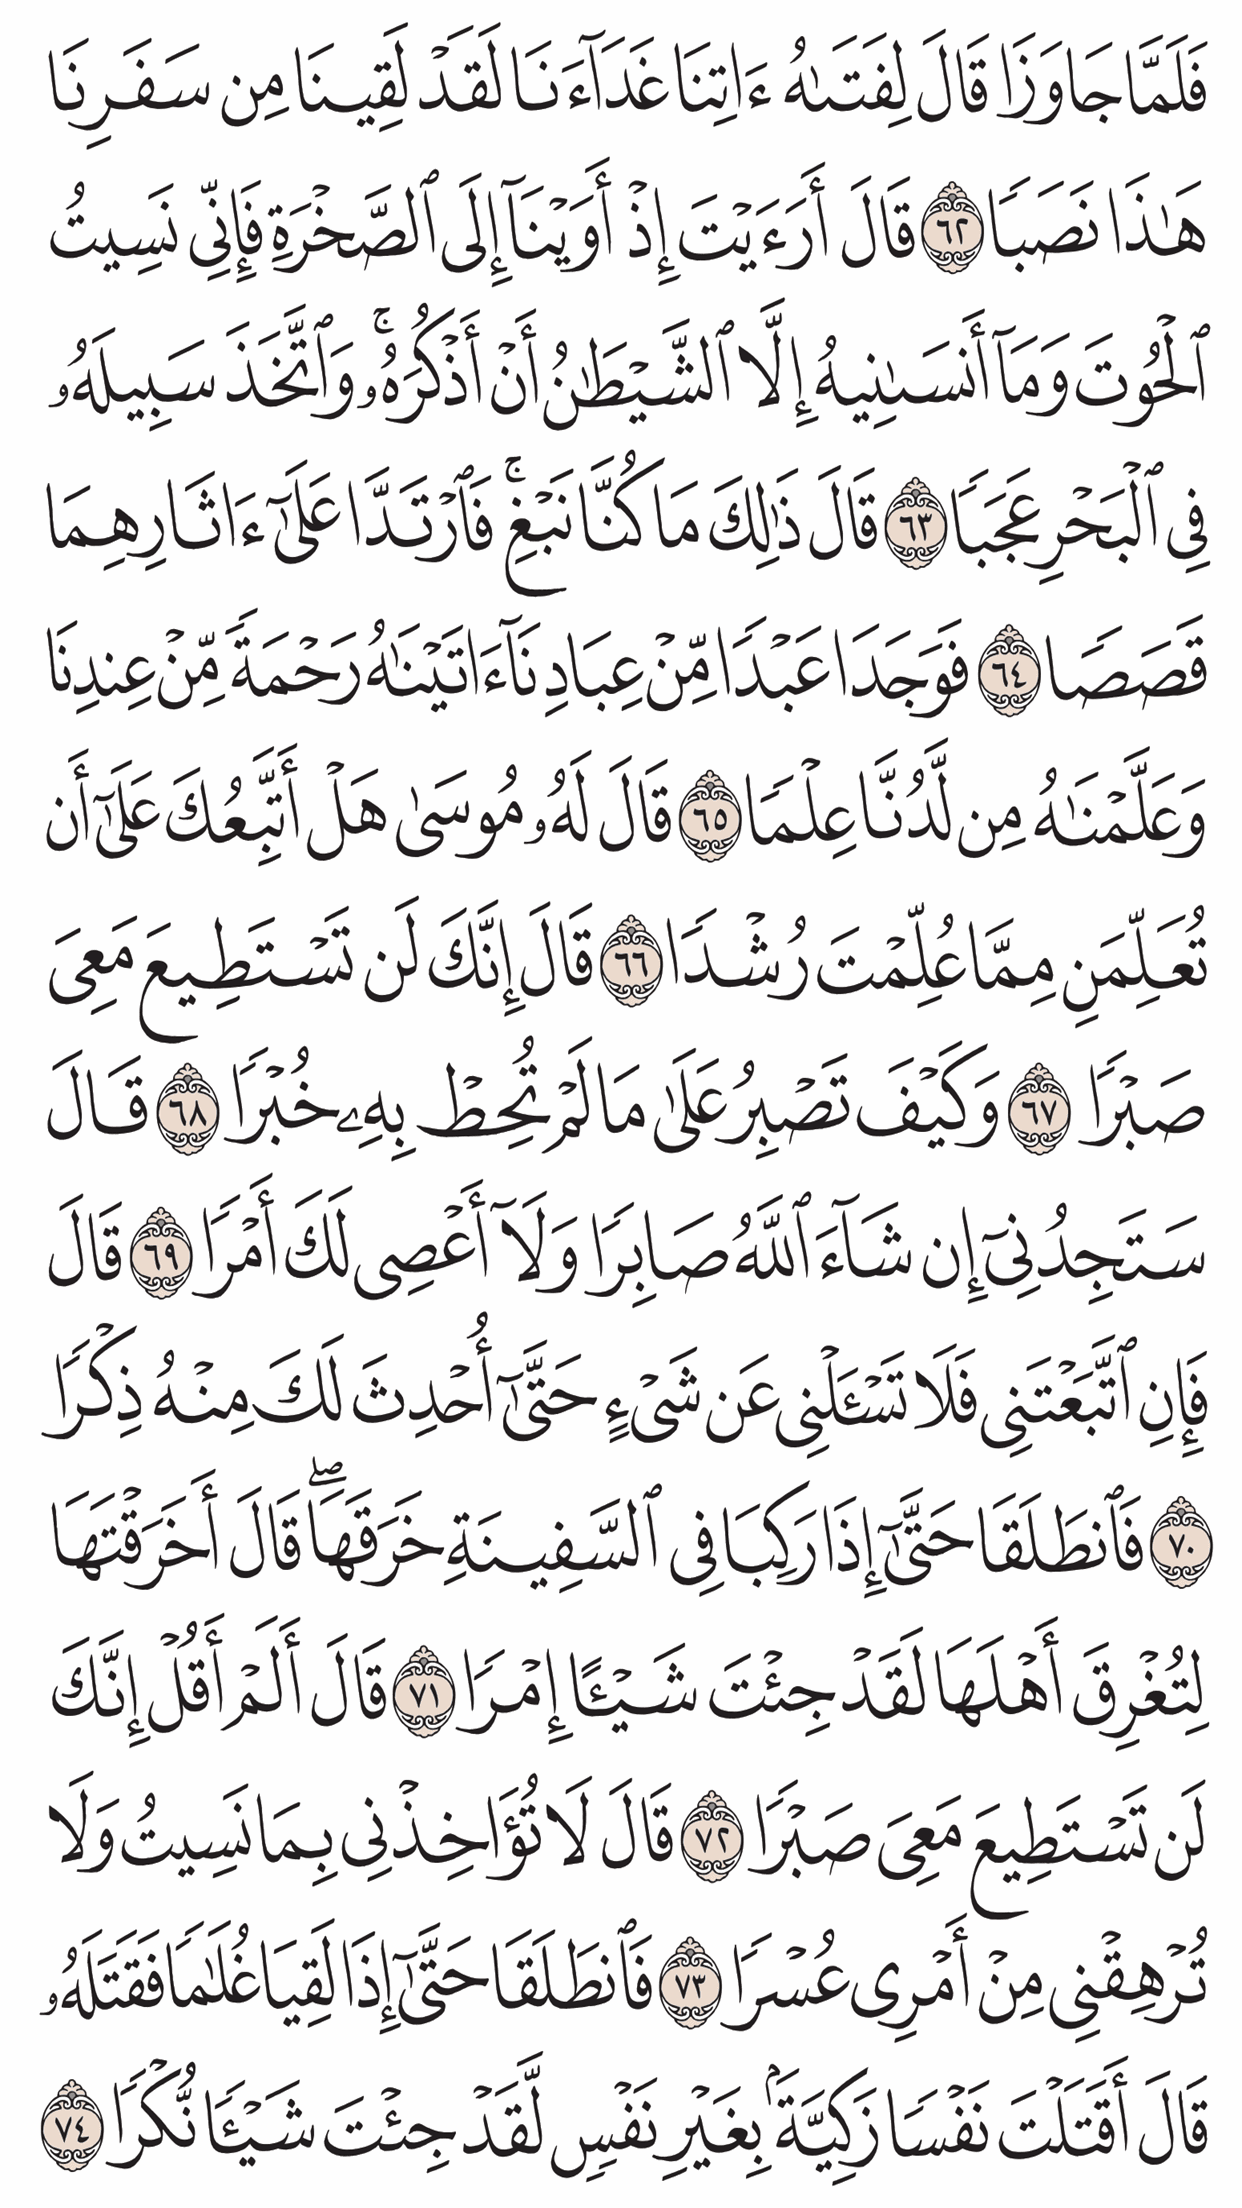 فَلَمَّا جَاوَزَا قَالَ لِفَتَىٰهُ ءَاتِنَا غَدَآءَنَا لَقَدْ لَقِينَا مِن سَفَرِنَا
هَٰذَا نَصَبًا ٦٢ قَالَ أَرَءَيْتَ إِذْ أَوَيْنَآ إِلَى ٱلصَّخْرَةِ فَإِنِّى نَسِيتُ
ٱلْحُوتَ وَمَآ أَنسَىٰنِيهُ إِلَّا ٱلشَّيْطَٰنُ أَنْ أَذْكُرَهُۥ ۚ وَٱتَّخَذَ سَبِيلَهُۥ
فِى ٱلْبَحْرِ عَجَبًا ٦٣ قَالَ ذَٰلِكَ مَا كُنَّا نَبْغِ ۚ فَٱرْتَدَّا عَلَىٰٓ ءَاثَارِهِمَا
قَصَصًا ٦٤ فَوَجَدَا عَبْدًا مِّنْ عِبَادِنَآ ءَاتَيْنَٰهُ رَحْمَةً مِّنْ عِندِنَا
وَعَلَّمْنَٰهُ مِن لَّدُنَّا عِلْمًا ٦٥ قَالَ لَهُۥ مُوسَىٰ هَلْ أَتَّبِعُكَ عَلَىٰٓ أَن
تُعَلِّمَنِ مِمَّا عُلِّمْتَ رُشْدًا ٦٦ قَالَ إِنَّكَ لَن تَسْتَطِيعَ مَعِىَ
صَبْرًا ٦٧ وَكَيْفَ تَصْبِرُ عَلَىٰ مَا لَمْ تُحِطْ بِهِۦ خُبْرًا ٦٨ قَالَ
سَتَجِدُنِىٓ إِن شَآءَ ٱللَّهُ صَابِرًا وَلَآ أَعْصِى لَكَ أَمْرًا ٦٩ قَالَ
فَإِنِ ٱتَّبَعْتَنِى فَلَا تَسْـَٔلْنِى عَن شَىْءٍ حَتَّىٰٓ أُحْدِثَ لَكَ مِنْهُ ذِكْرًا
٧٠ فَٱنطَلَقَا حَتَّىٰٓ إِذَا رَكِبَا فِى ٱلسَّفِينَةِ خَرَقَهَا ۖ قَالَ أَخَرَقْتَهَا
لِتُغْرِقَ أَهْلَهَا لَقَدْ جِئْتَ شَيْـًٔا إِمْرًا ٧١ قَالَ أَلَمْ أَقُلْ إِنَّكَ
لَن تَسْتَطِيعَ مَعِىَ صَبْرًا ٧٢ قَالَ لَا تُؤَاخِذْنِى بِمَا نَسِيتُ وَلَا
تُرْهِقْنِى مِنْ أَمْرِى عُسْرًا ٧٣ فَٱنطَلَقَا حَتَّىٰٓ إِذَا لَقِيَا غُلَٰمًا فَقَتَلَهُۥ
قَالَ أَقَتَلْتَ نَفْسًا زَكِيَّةًۢ بِغَيْرِ نَفْسٍ لَّقَدْ جِئْتَ شَيْـًٔا نُّكْرًا ٧٤